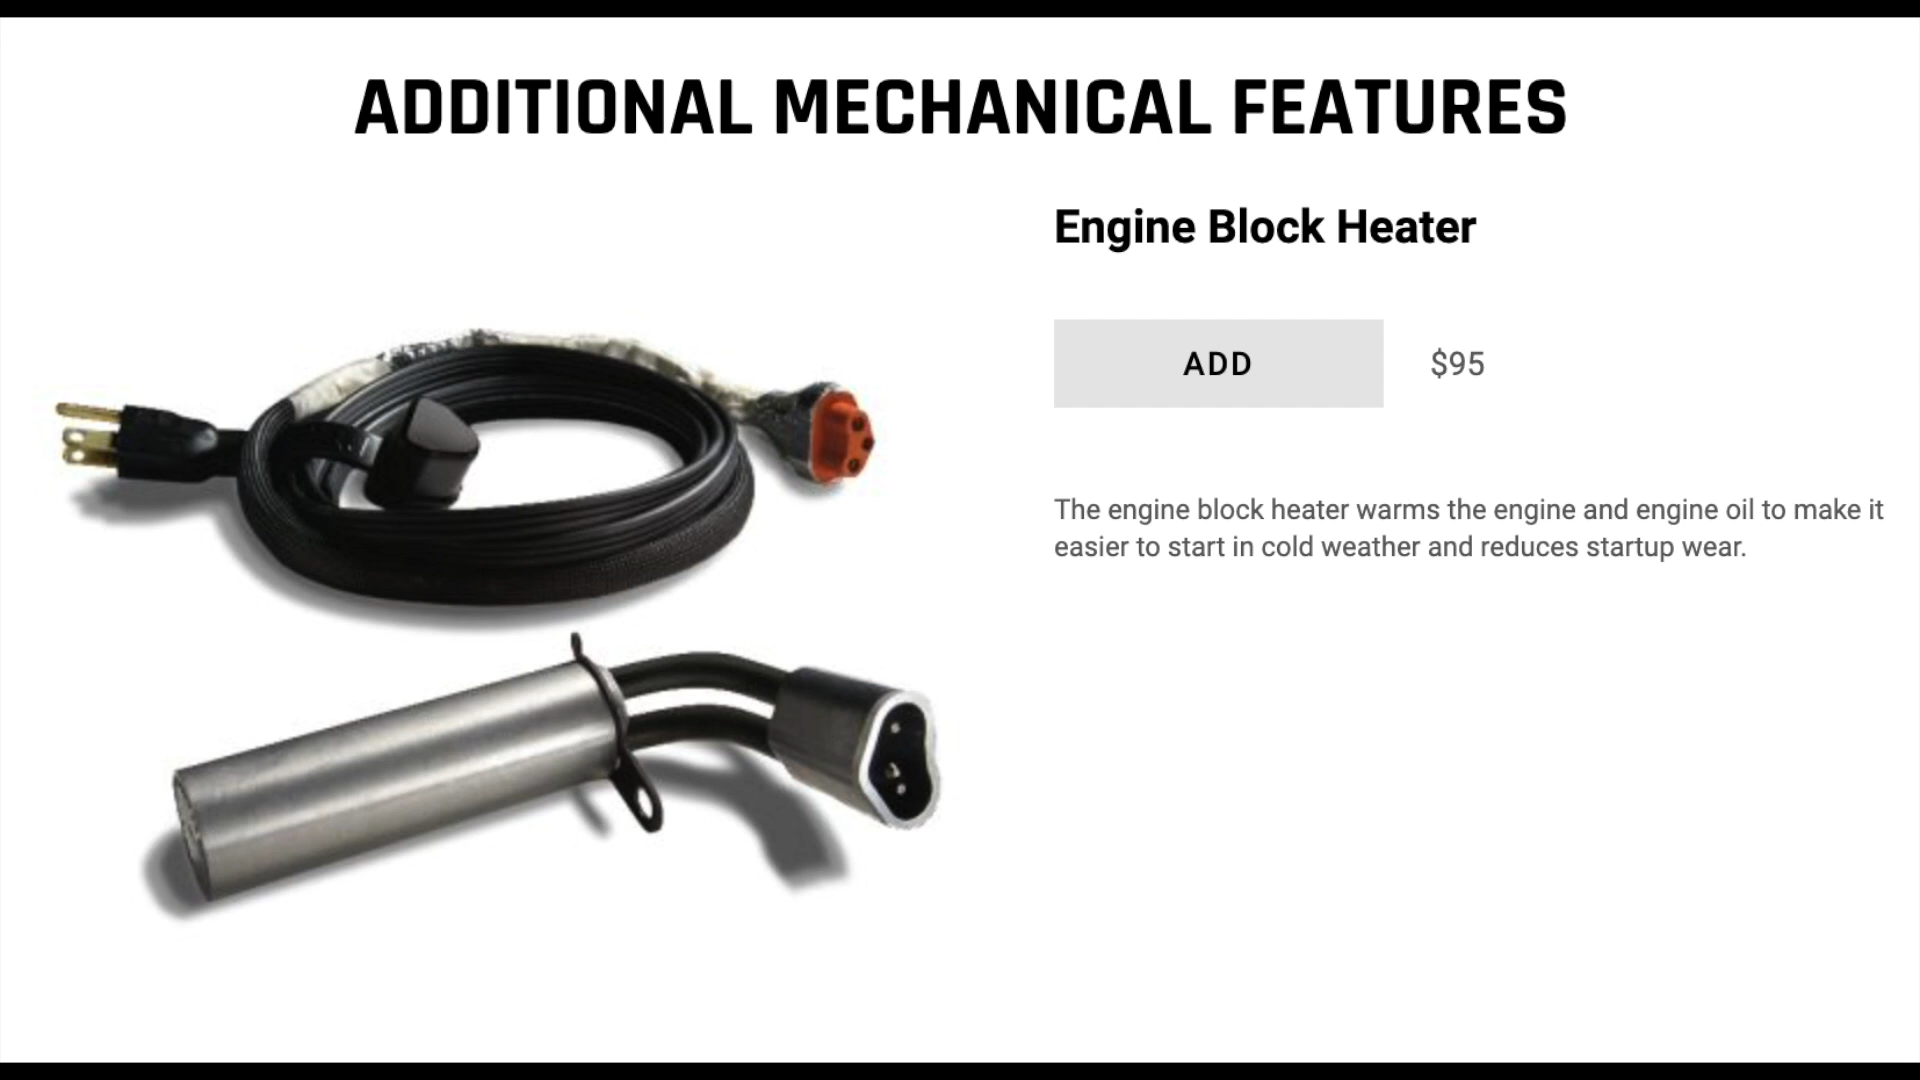 ADDITIONAL MECHANICAL FEATURES
Engine Block Heater
ADD
$95
The engine block heater warms the engine and engine oil to make it
easier to start in cold weather and reduces startup wear.